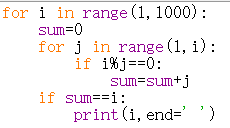 for i in range(1,1000):
    sum=0
    for j in range(1,i):
        if i%j==0:
            sum=sum+j
    if sum==i:
        print(i,end=' ')